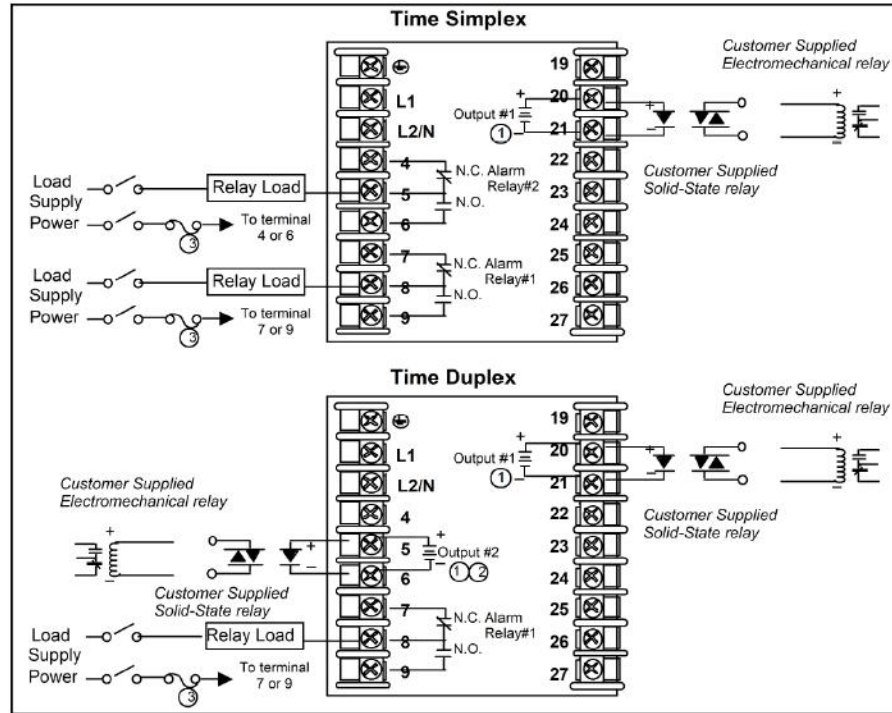 Time Simplex
Customer Supplied
Electromechanical relay
19
L1
+
20
+
+
Output #1
1
–
L2/N
21
–
–
4
N.C. Alarm
Relay#2
22
Customer Supplied
Solid-State relay
Load
Supply
Power
Relay Load
5
N.O.
23
3
To terminal
4 or 6
6
24
7
N.C. Alarm
Relay#1
25
Load
Supply
Power
Relay Load
8
N.O.
26
3
To terminal
7 or 9
9
27
Time Duplex
Customer Supplied
Electromechanical relay
19
L1
+
20
+
+
Output #1
1
–
L2/N
21
–
–
Customer Supplied
Electromechanical relay
4
22
Customer Supplied
Solid-State relay
+
+
5
+
Output #2
23
–
–
6
–
1 2
24
Customer Supplied
Solid-State relay
7
N.C. Alarm
Relay#1
25
Load
Supply
Power
Relay Load
8
N.O.
26
3
To terminal
7 or 9
9
27